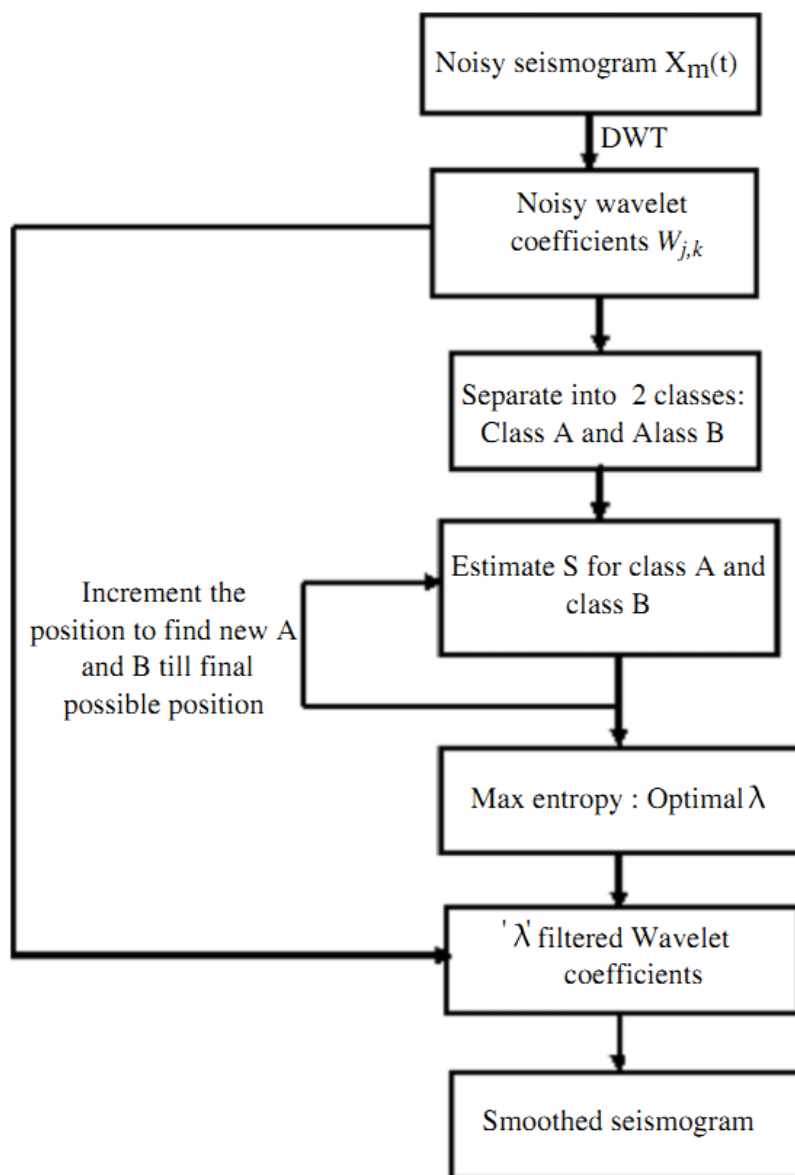 Noisy seismogram Xm(t)
DWT
Noisy wavelet
coefficients Wj,k
Separate into 2 classes:
Class A and Alass B
Estimate S for class A and
class B
Increment the
position to find new A
and B till final
possible position
Max entropy : Optimal λ
'λ' filtered Wavelet
coefficients
Smoothed seismogram